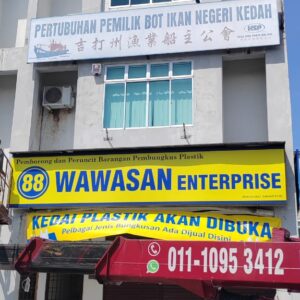 PERTUBUHAN PEMILIK BOT IKAN NEGERI KEDAH
吉打州漁業船主公會
Pemborong dan Peruncit Barangan Pembungkus Plastik
88 WAWASAN ENTERPRISE
KEDAI PLASTIK AKAN DIBUKA
Pelbagai Jenis Bungkusan Ada Dijual Disini
011-1095 3412